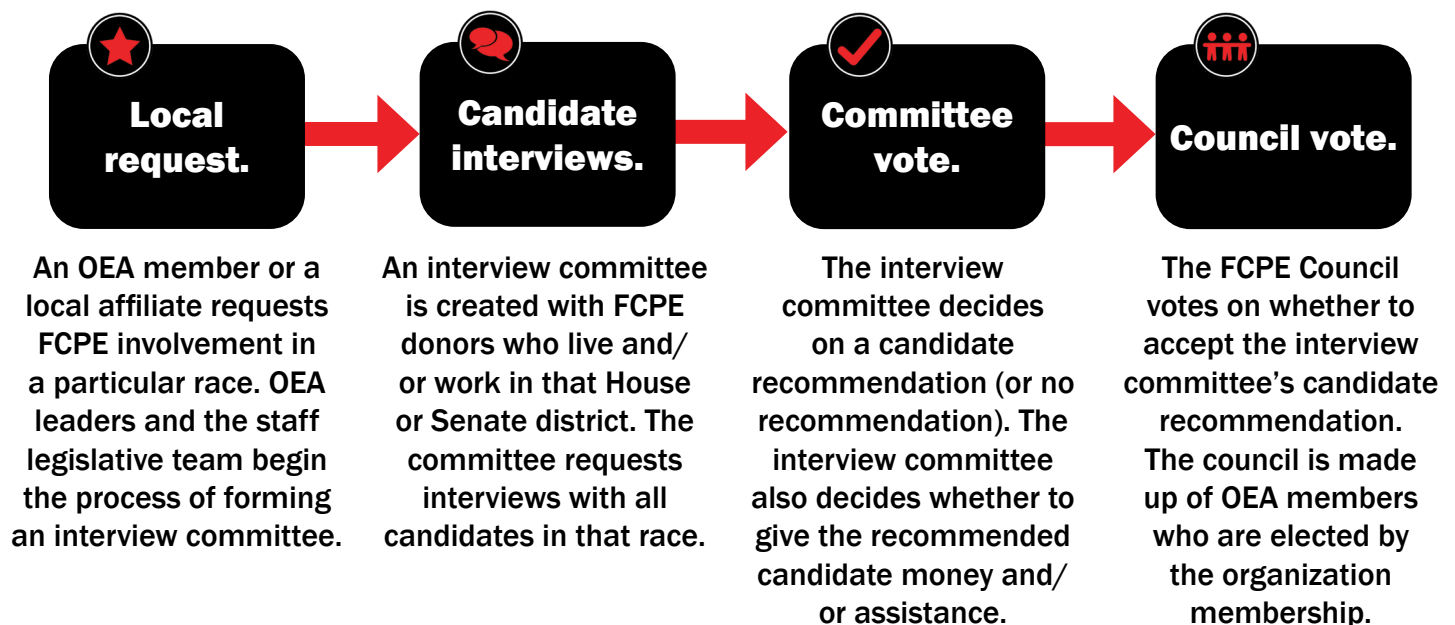 Local
request.
Candidate
interviews.
Committee
vote.
Council vote.
An OEA member or a
local affiliate requests
FCPE involvement in
a particular race. OEA
leaders and the staff
legislative team begin
the process of forming
an interview committee.
An interview committee
is created with FCPE
donors who live and/
or work in that House
or Senate district. The
committee requests
interviews with all
candidates in that race.
The interview
committee decides
on a candidate
recommendation (or no
recommendation). The
interview committee
also decides whether to
give the recommended
candidate money and/
or assistance.
The FCPE Council
votes on whether to
accept the interview
committee’s candidate
recommendation.
The council is made
up of OEA members
who are elected by
the organization
membership.